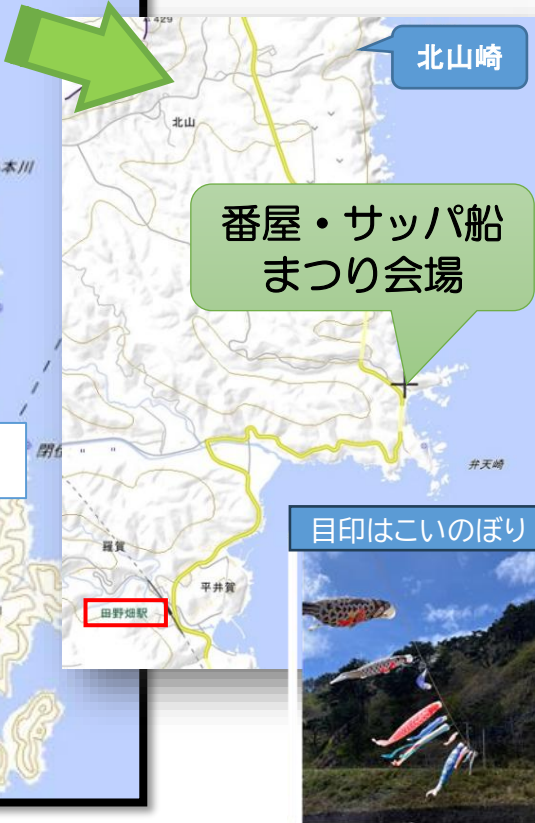 429
北山崎
北山
本川
番屋・サッパ船
まつり会場
弁天崎
目印はこいのぼり
羅賀
平井賀
田野畑駅